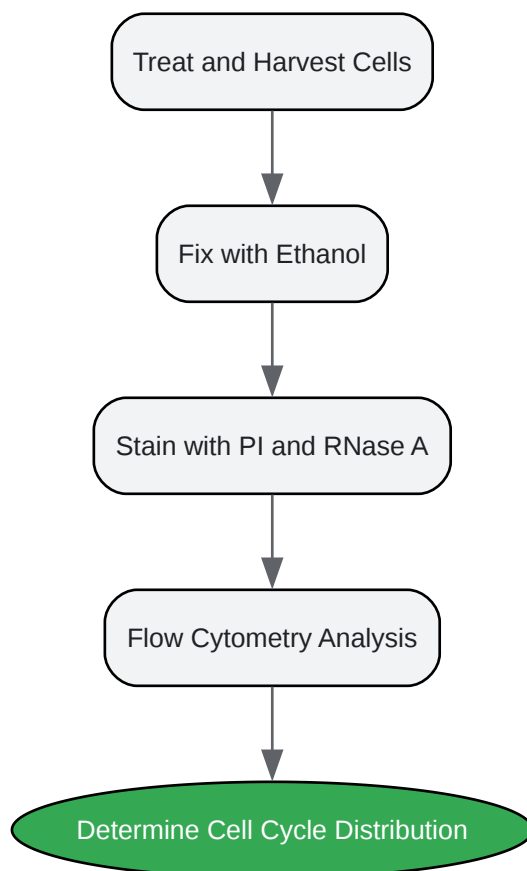 Treat and Harvest Cells
Fix with Ethanol
Stain with PI and RNase A
Flow Cytometry Analysis
Determine Cell Cycle Distribution